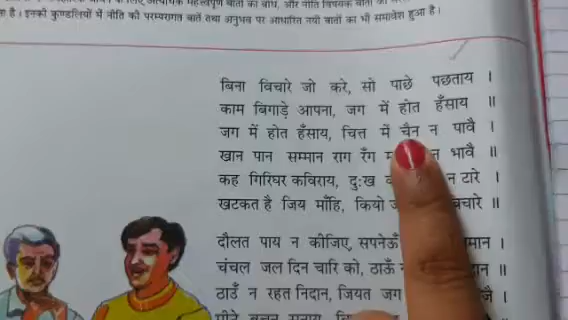 है। इनकी कुण्डलियों में नीति की परम्परागत बातें तथा अनुभव पर आधारित नयी बातों का भी समावेश हुआ है।
बिना विचारे जो करे, सो पाछे पछताय ।
काम बिगाड़े आपना, जग में होत हँसाय ॥
जग में होत हँसाय, चित्त में चैन न पावै ।
खान पान सम्मान राग रँग न भावै ॥
कह गिरिधर कविराय, दुःख न टारे ।
खटकत है जिय माँहि, कियो बिचारे ॥
दौलत पाय न कीजिए, सपनेऊँ
चंचल जल दिन चारि को, ठाऊँ
ठाउँ न रहत निदान, जियत जग